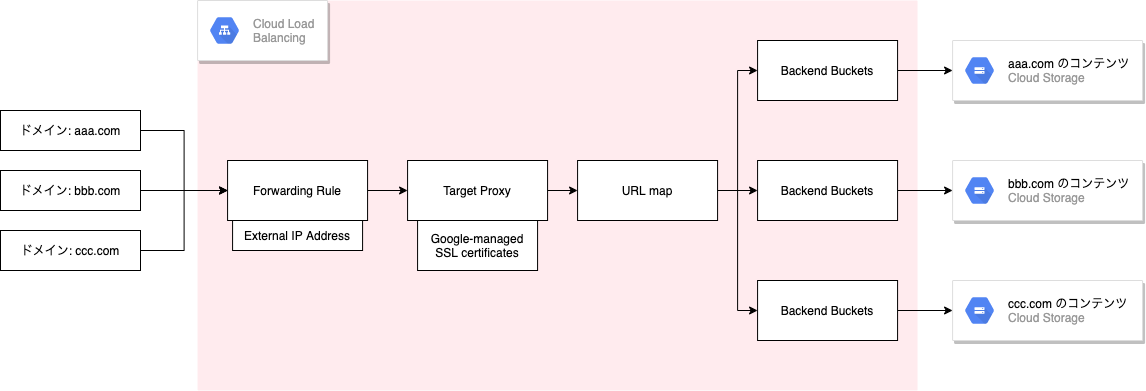 Cloud Load
Balancing
ドメイン: aaa.com
ドメイン: bbb.com
ドメイン: ccc.com
Forwarding Rule
External IP Address
Target Proxy
Google-managed
SSL certificates
URL map
Backend Buckets
Backend Buckets
Backend Buckets
aaa.com のコンテンツ
Cloud Storage
bbb.com のコンテンツ
Cloud Storage
ccc.com のコンテンツ
Cloud Storage